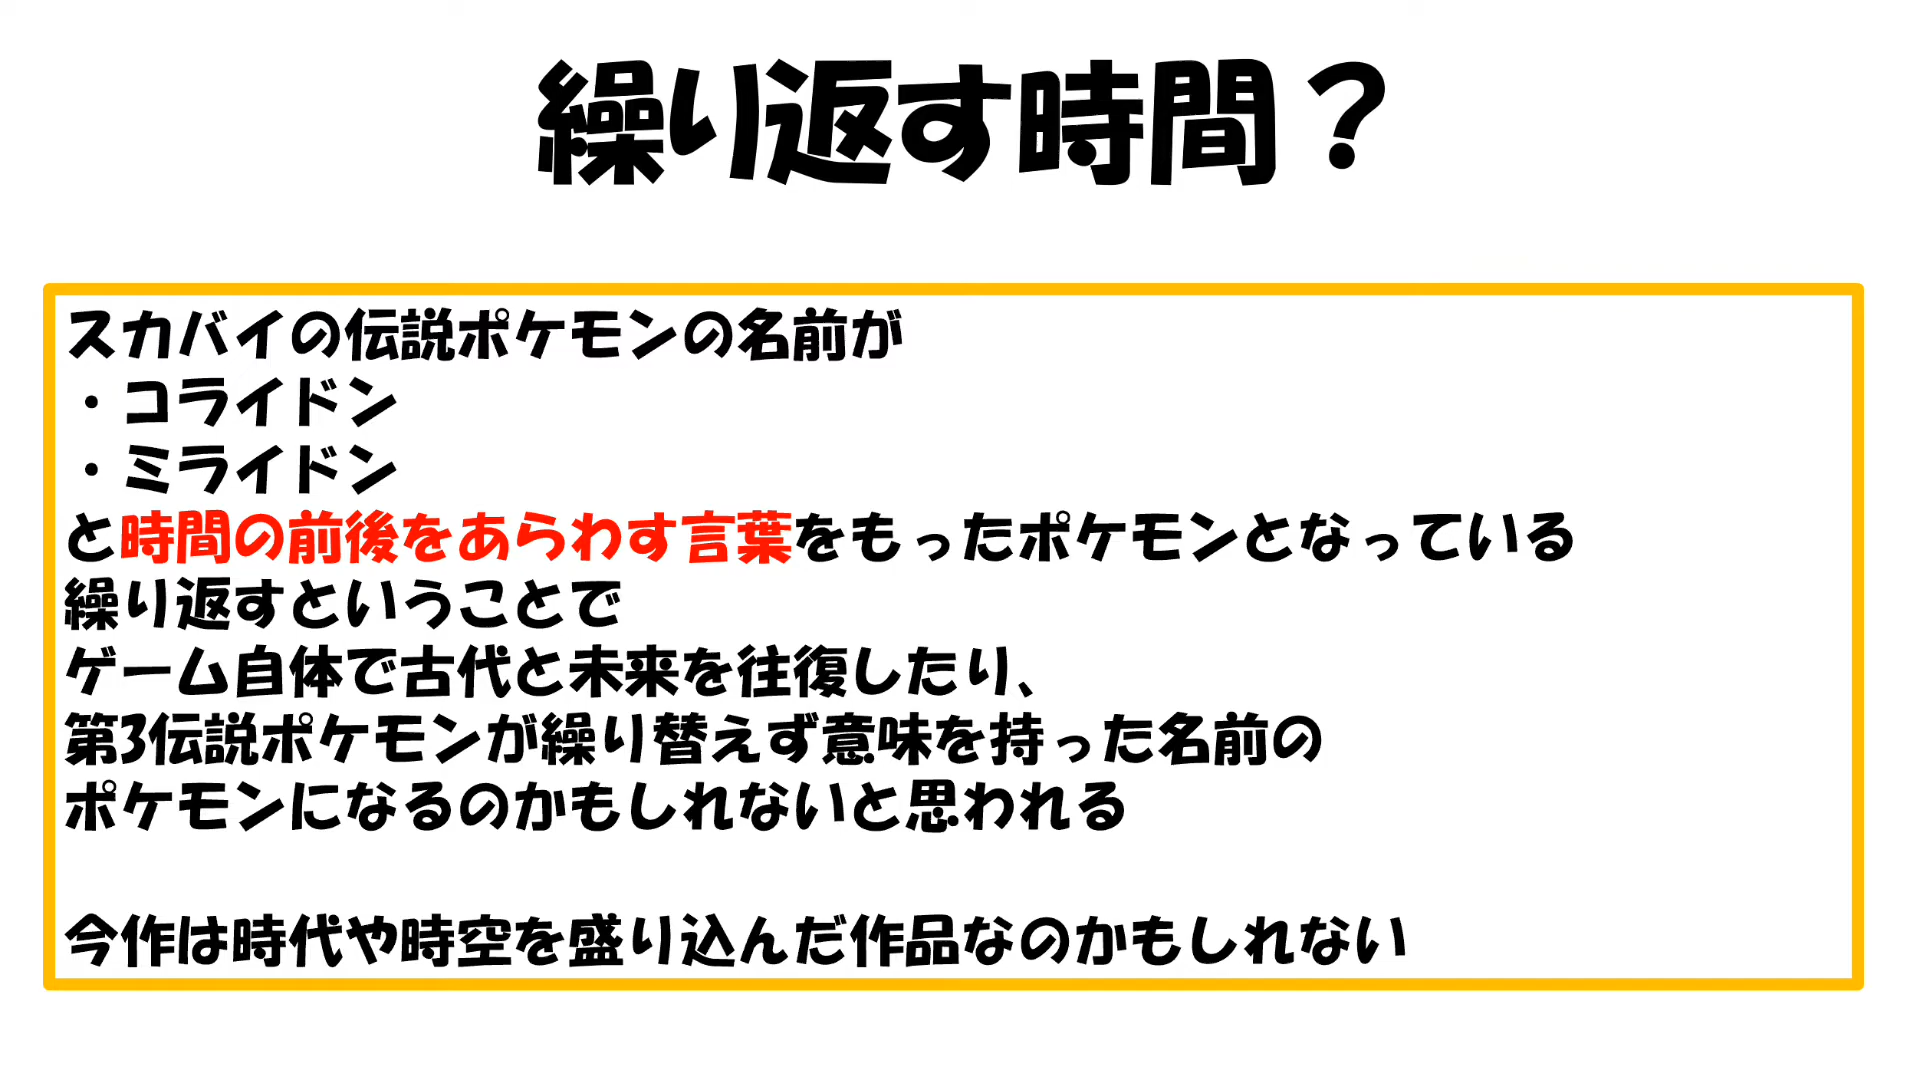 繰り返す時間？
スカバイの伝説ポケモンの名前が
・コライドン
・ミライドン
と時間の前後をあらわす言葉をもったポケモンとなっている
繰り返すということで
ゲーム自体で古代と未来を往復したり、
第3伝説ポケモンが繰り替えず意味を持った名前の
ポケモンになるのかもしれないと思われる
今作は時代や時空を盛り込んだ作品なのかもしれない